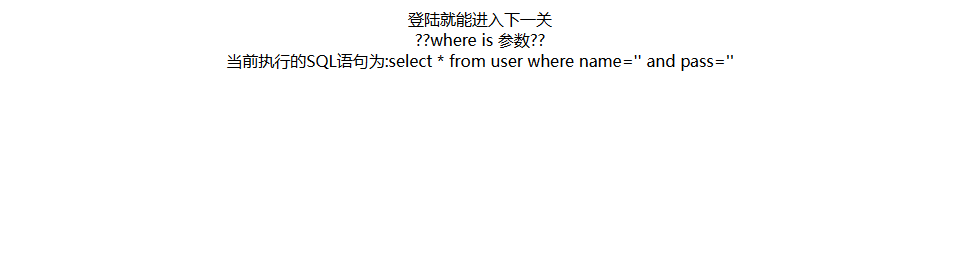 登陆就能进入下一关
??where is 参数??
当前执行的SQL语句为:select * from user where name='' and pass=''